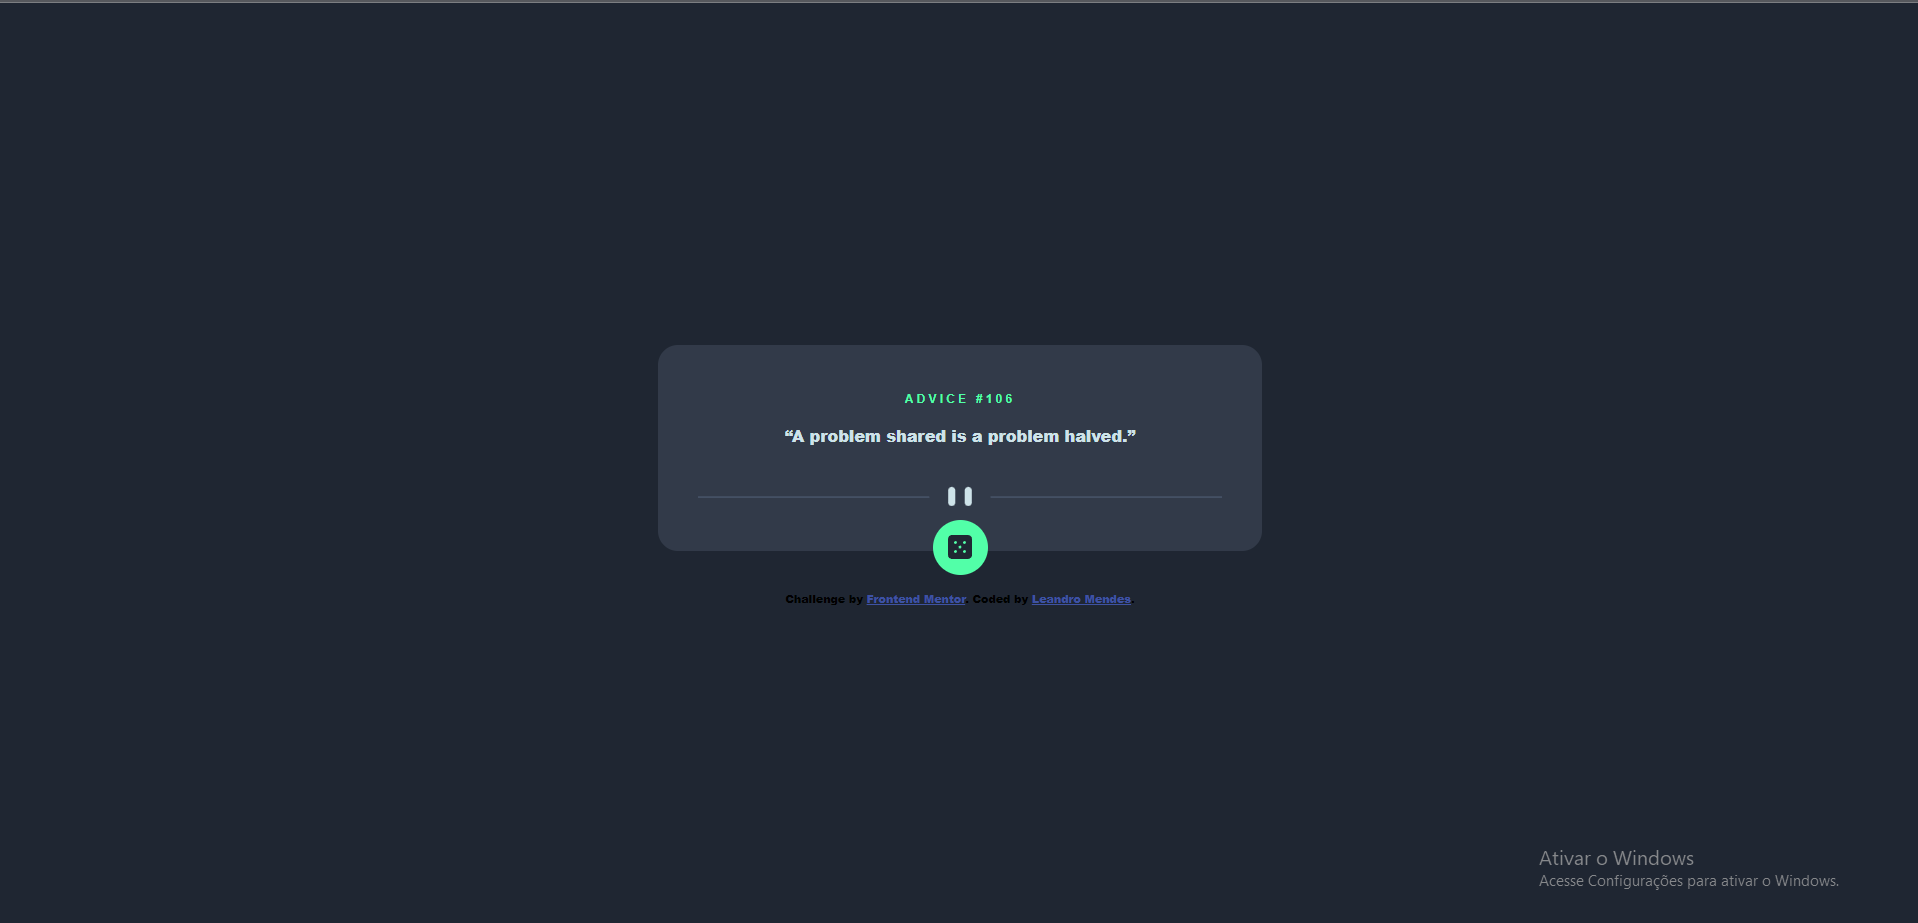 ADVICE #106
“A problem shared is a problem halved.”
Challenge by Frontend Mentor. Coded by Leandro Mendes.
Ativar o Windows
Acesse Configurações para ativar o Windows.